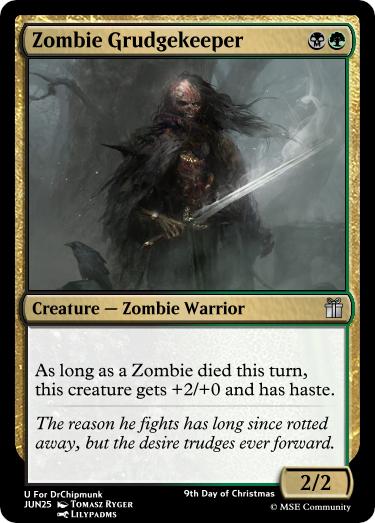 Zombie Grudgekeeper
Creature — Zombie Warrior
As long as a Zombie died this turn,
this creature gets +2/+0 and has haste.
The reason he fights has long since rotted
away, but the desire trudges ever forward.
2/2
U For DrChipmunk
9th Day of Christmas
JUN25 Tomasz Ryger
© MSE Community
Lilypadms